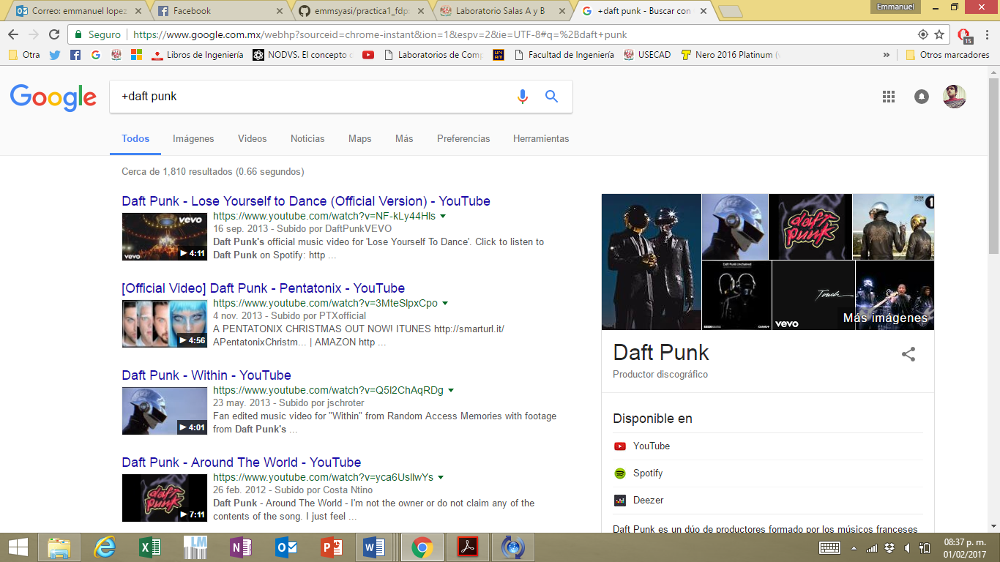 Correo: emmanuel lopez
Facebook
emmsyasi/practica1_fdp
Laboratorio Salas A y B
+daft punk - Buscar con
Emmanuel
Seguro
https://www.google.com.mx/webhp?sourceid=chrome-instant&ion=1&espv=2&ie=UTF-8#q=%2Bdaft+punk
15
Otra
Libros de Ingeniería
NODVS. El concepto
Laboratorios de Comp
UNAM
Facultad de Ingeniería
USECAD
Nero 2016 Platinum
»
Otros marcadores
Google
+daft punk
Todos
Imágenes
Videos
Noticias
Maps
Más
Preferencias
Herramientas
Cerca de 1,810 resultados (0.66 segundos)
Daft Punk - Lose Yourself to Dance (Official Version) - YouTube
https://www.youtube.com/watch?v=NF-kLy44Hls
16 sep. 2013 - Subido por DaftPunkVEVO
Daft Punk's official music video for 'Lose Yourself To Dance'. Click to listen to
Daft Punk on Spotify: http ...
vevo
vevo
4:11
[Official Video] Daft Punk - Pentatonix - YouTube
https://www.youtube.com/watch?v=3MteSlpxCpo
4 nov. 2013 - Subido por PTXofficial
A PENTATONIX CHRISTMAS OUT NOW! ITUNES http://smarturl.it/
APentatonixChristm... | AMAZON http ...
4:56
Daft Punk - Within - YouTube
https://www.youtube.com/watch?v=Q5I2ChAqRDg
23 may. 2013 - Subido por jschroter
Fan edited music video for "Within" from Random Access Memories with footage
from Daft Punk's ...
4:01
Daft Punk - Around The World - YouTube
https://www.youtube.com/watch?v=yca6UsllwYs
26 feb. 2012 - Subido por Costa Ntino
Daft Punk - Around The World - I'm not the owner or do not claim any of the
contents of the song. I just feel ...
daft punk
7:11
daft punk
BBC
RADIO
1
Daft Punk Unchained
Touch
vevo
Más imágenes
Daft Punk
Productor discográfico
Disponible en
YouTube
Spotify
Deezer
Daft Punk es un dúo de productores formado por los músicos franceses
LM
08:37 p. m.
01/02/2017